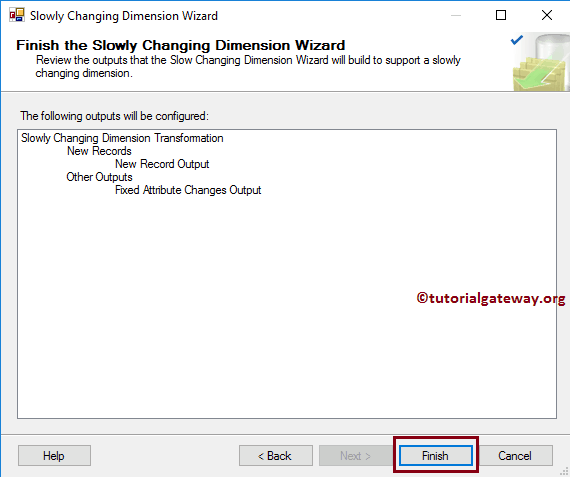 Slowly Changing Dimension Wizard
Finish the Slowly Changing Dimension Wizard
Review the outputs that the Slow Changing Dimension Wizard will build to support a slowly
changing dimension.
The following outputs will be configured:
Slowly Changing Dimension Transformation
New Records
New Record Output
Other Outputs
Fixed Attribute Changes Output
©tutorialgateway.org
Help
< Back
Next >
Finish
Cancel